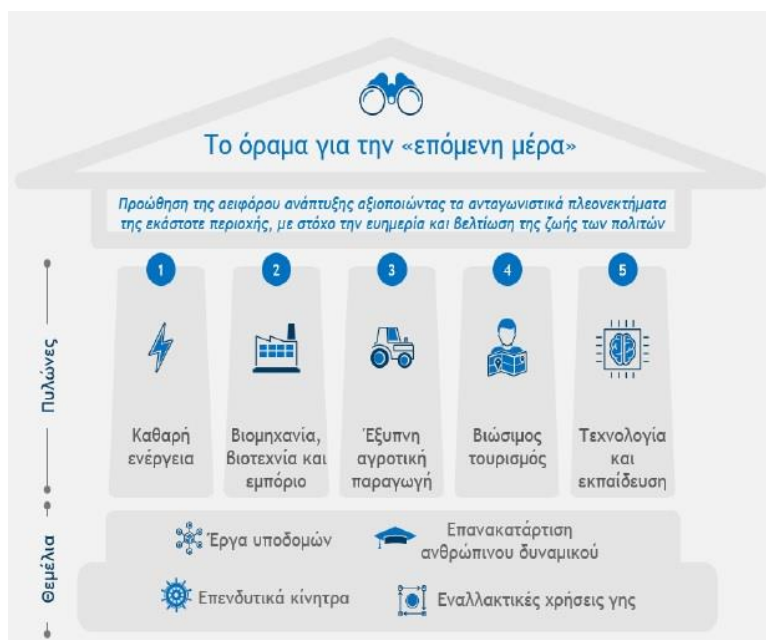 Το όραμα για την «επόμενη μέρα»
Προώθηση της αειφόρου ανάπτυξης αξιοποιώντας τα ανταγωνιστικά πλεονεκτήματα
της εκάστοτε περιοχής, με στόχο την ευημερία και βελτίωση της ζωής των πολιτών
Πυλώνες
1
Καθαρή
ενέργεια
2
Βιομηχανία,
βιοτεχνία και
εμπόριο
3
Έξυπνη
αγροτική
παραγωγή
4
Βιώσιμος
τουρισμός
5
Τεχνολογία
και
εκπαίδευση
Θεμέλια
Έργα υποδομών
Επανακατάρτιση
ανθρώπινου δυναμικού
Επενδυτικά κίνητρα
Εναλλακτικές χρήσεις γης